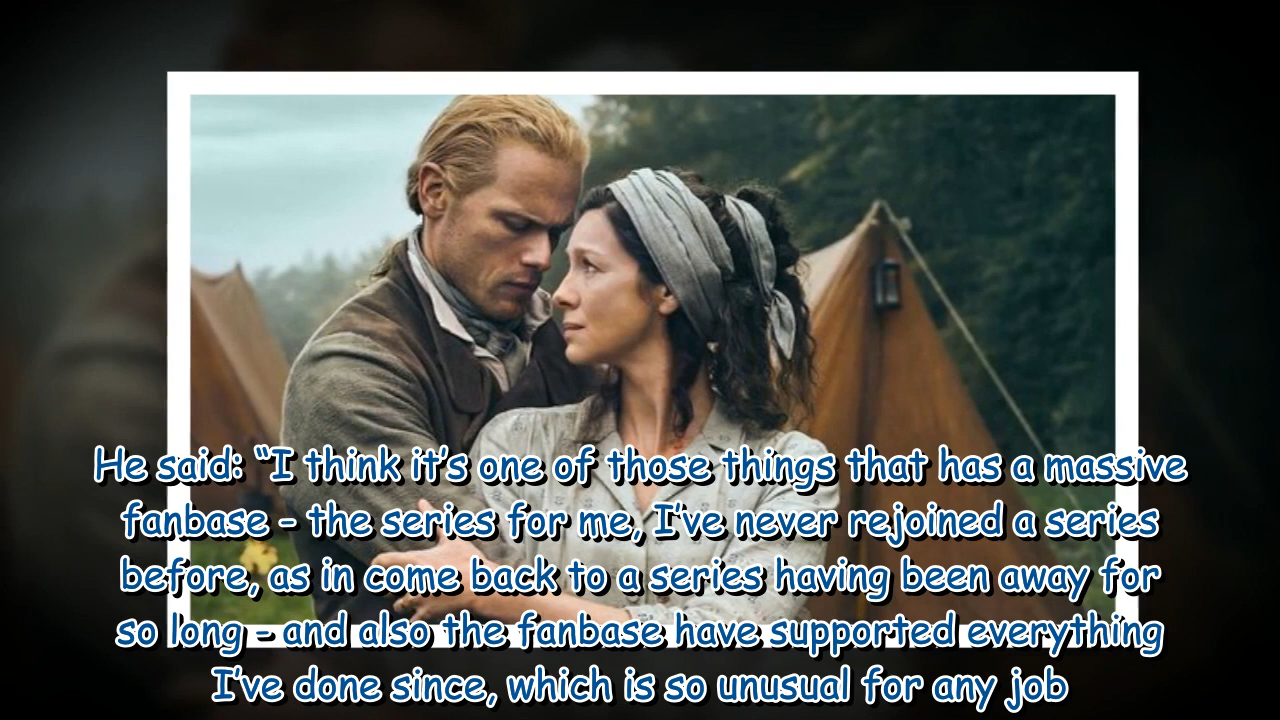 He said: “I think it’s one of those things that has a massive
fanbase - the series for me, I’ve never rejoined a series
before, as in come back to a series having been away for
so long - and also the fanbase have supported everything
I’ve done since, which is so unusual for any job